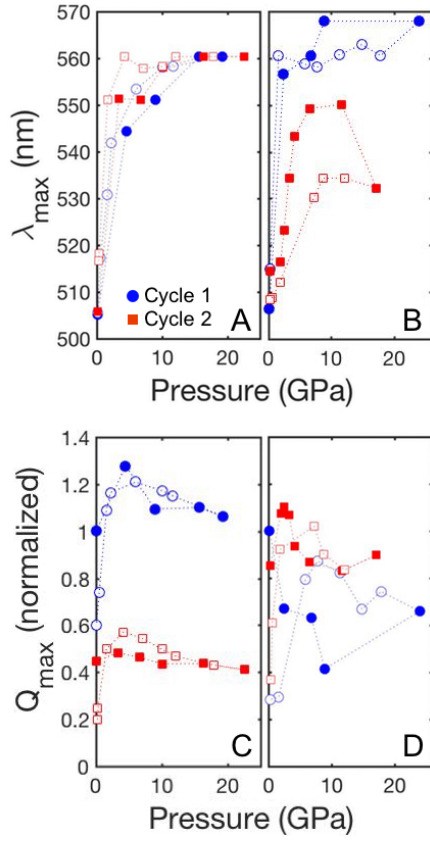 570
560
550
540
530
520
510
500
λmax (nm)
Cycle 1
Cycle 2
A
B
0 10 20 0 10 20
Pressure (GPa)
1.4
1.2
1
0.8
0.6
0.4
0.2
0
Qmax (normalized)
C
D
0 10 20 0 10 20
Pressure (GPa)